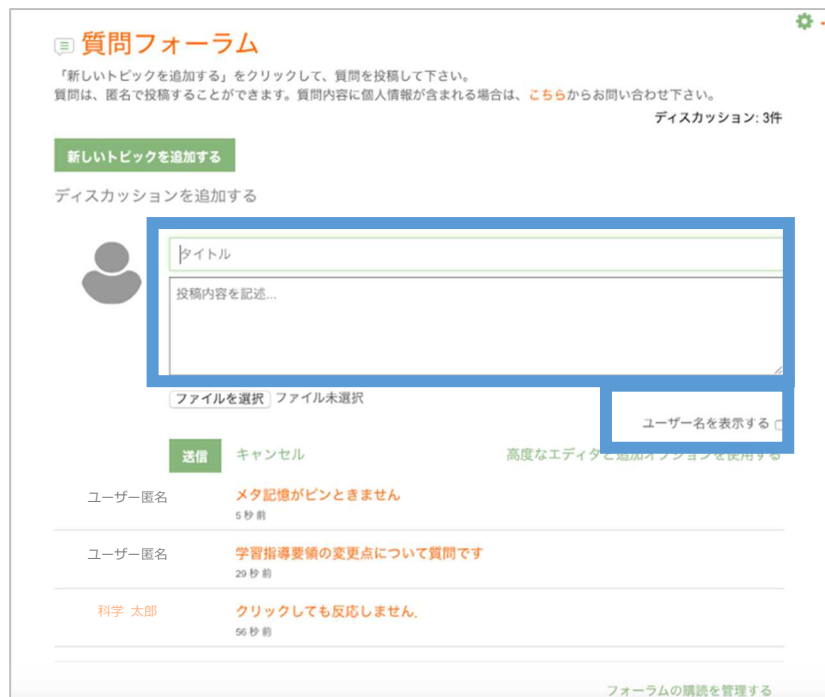 質問フォーラム
「新しいトピックを追加する」をクリックして、質問を投稿して下さい。
質問は、匿名で投稿することができます。質問内容に個人情報が含まれる場合は、こちらからお問い合わせ下さい。
ディスカッション: 3件
新しいトピックを追加する
ディスカッションを追加する
タイトル
投稿内容を記述...
ファイルを選択 ファイル未選択
ユーザー名を表示する
送信 キャンセル 高度なエディタと追加オプションを使用する
ユーザー匿名 メタ記憶がピンときません
5 秒 前
ユーザー匿名 学習指導要領の変更点について質問です
29 秒 前
科学 太郎 クリックしても反応しません。
56 秒 前
フォーラムの購読を管理する